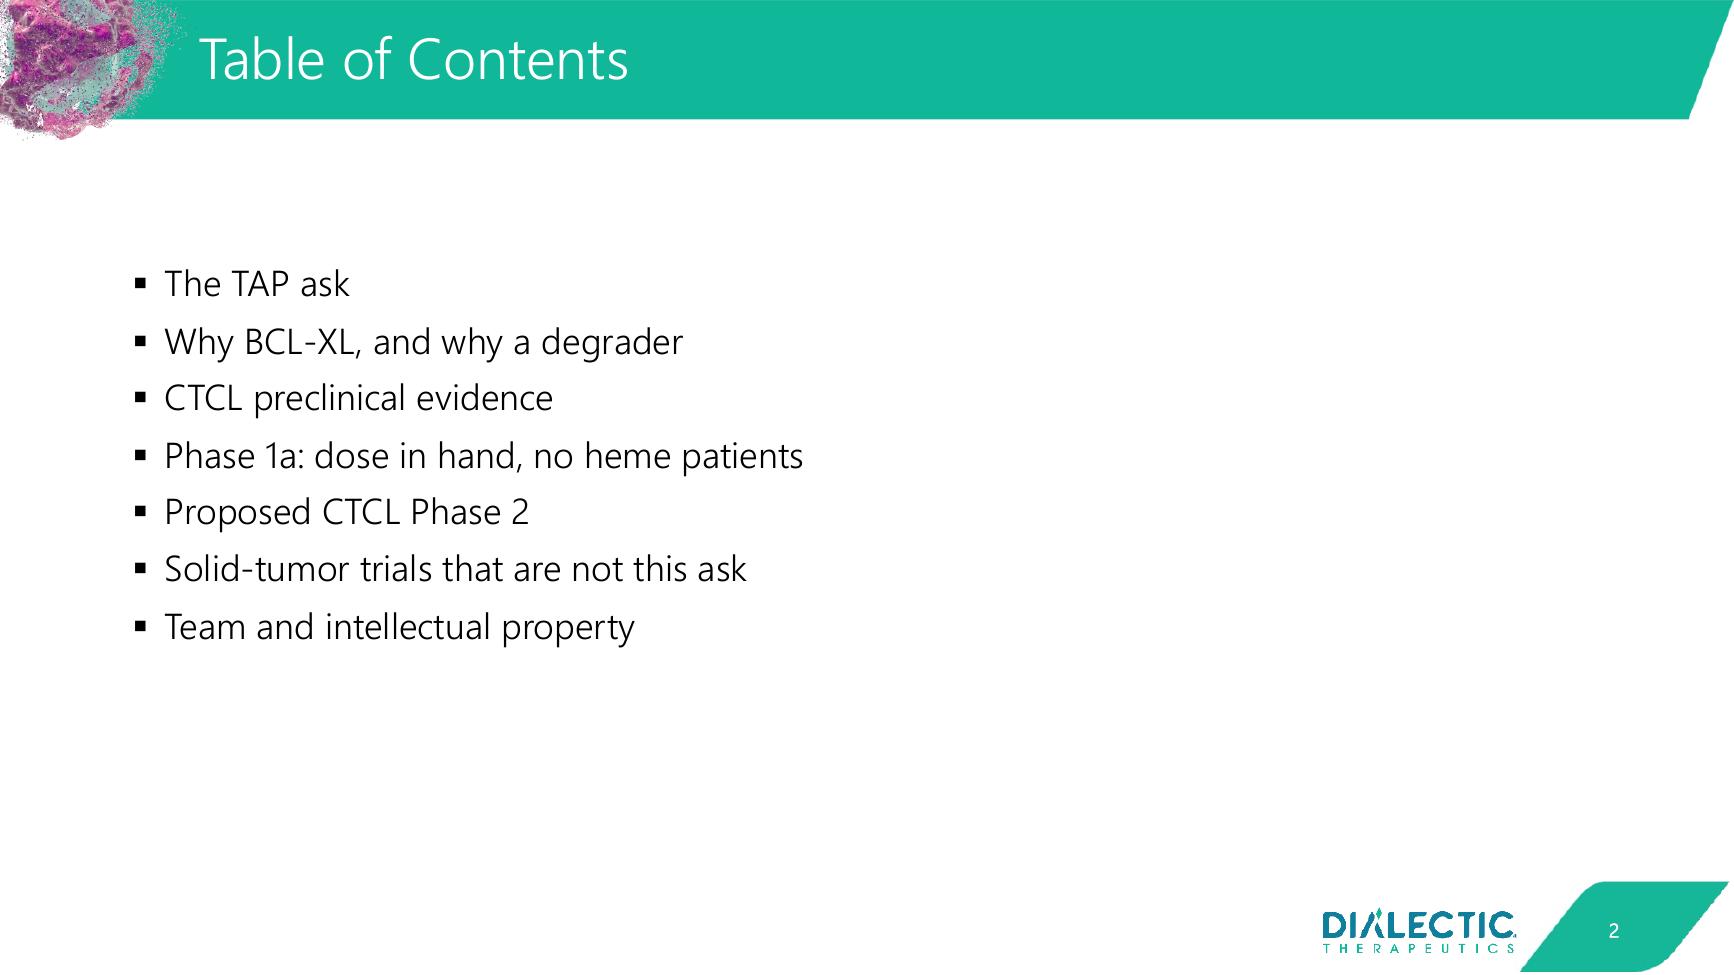 Table of Contents
▪ The TAP ask
▪ Why BCL-XL, and why a degrader
▪ CTCL preclinical evidence
▪ Phase 1a: dose in hand, no heme patients
▪ Proposed CTCL Phase 2
▪ Solid-tumor trials that are not this ask
▪ Team and intellectual property
DIALECTIC
THERAPEUTICS
2